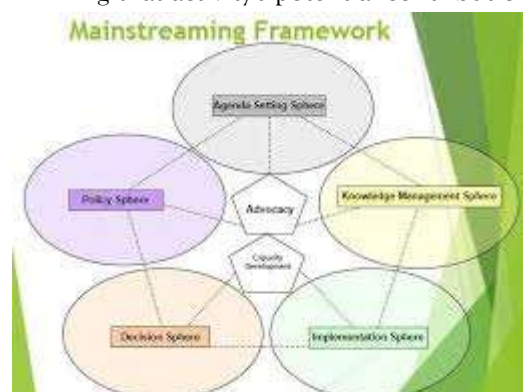 Mainstreaming Framework
Agenda Setting Sphere
Policy Sphere
Knowledge Management Sphere
Advocacy
Capacity
Development
Decision Sphere
Implementation Sphere